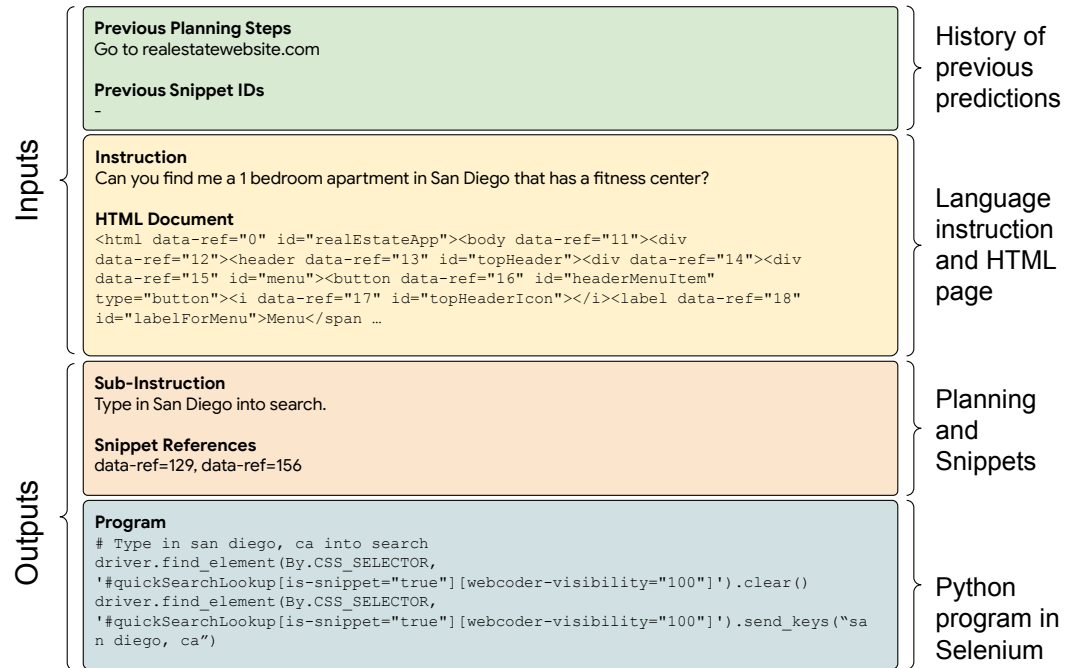 Inputs
Previous Planning Steps
Go to realestatewebsite.com
Previous Snippet IDs
-
History of
previous
predictions
Instruction
Can you find me a 1 bedroom apartment in San Diego that has a fitness center?
HTML Document
<html data-ref="0" id="realEstateApp"><body data-ref="11"><div
data-ref="12"><header data-ref="13" id="topHeader"><div data-ref="14"><div
data-ref="15" id="menu"><button data-ref="16" id="headerMenuItem"
type="button"><i data-ref="17" id="topHeaderIcon"></i><label data-ref="18"
id="labelForMenu">Menu</span …
Language
instruction
and HTML
page
Outputs
Sub-Instruction
Type in San Diego into search.
Snippet References
data-ref=129, data-ref=156
Planning
and
Snippets
Program
# Type in san diego, ca into search
driver.find_element(By.CSS_SELECTOR,
'#quickSearchLookup[is-snippet="true"][webcoder-visibility="100"]').clear()
driver.find_element(By.CSS_SELECTOR,
'#quickSearchLookup[is-snippet="true"][webcoder-visibility="100"]').send_keys(“sa
n diego, ca”)
Python
program in
Selenium